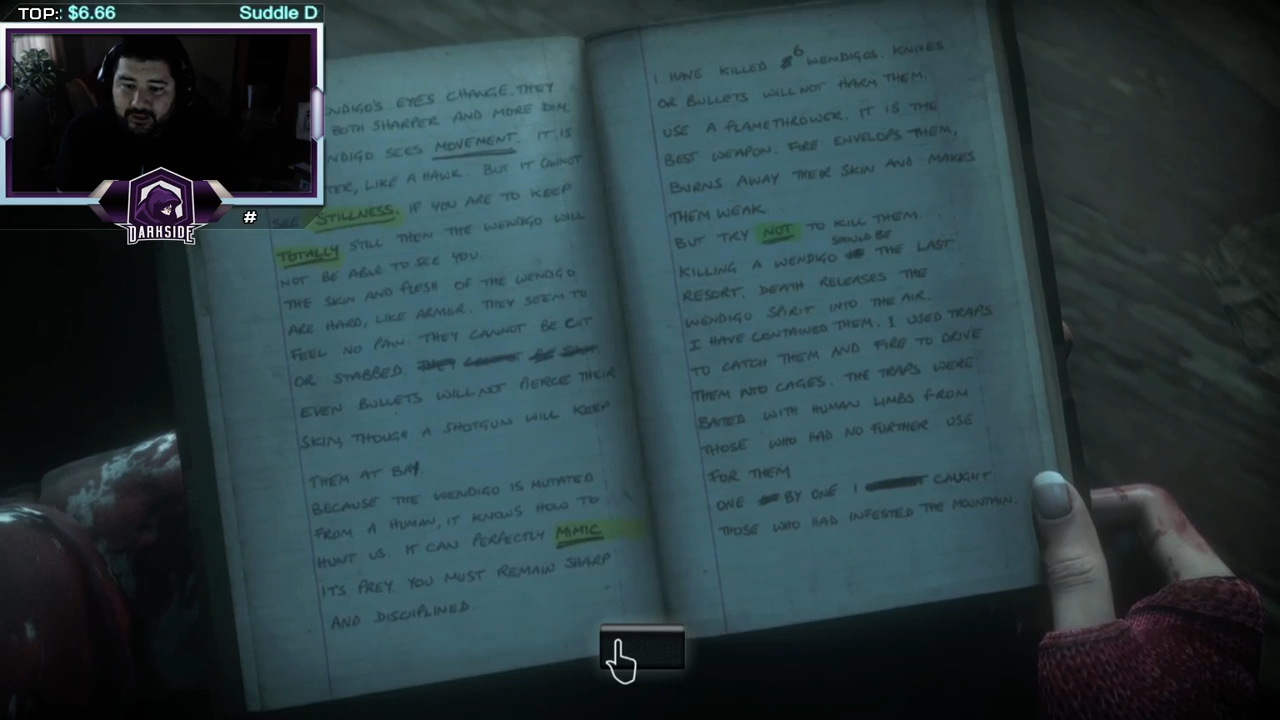 TOP:: $6.66 Suddle D
#
DARKSIDE
EYES CHANGE. THEY
BOTH SHARPER AND MORE DIM.
SEES MOVEMENT. IT IS
LIKE A HAWK. BUT IT CANNOT
SEE STILLNESS. IF YOU ARE TO KEEP
TOTALLY STILL THEN THE WENDIGO WILL
NOT BE ABLE TO SEE YOU.
THE SKIN AND FLESH OF THE WENDIGO
ARE HARD, LIKE ARMOR. THEY SEEM TO
FEEL NO PAIN. THEY CANNOT BE CUT
OR STABBED. THEY CANNOT BE SHOT.
EVEN BULLETS WILL NOT PIERCE THEIR
SKIN, THOUGH A SHOTGUN WILL KEEP
THEM AT BAY.
BECAUSE THE WENDIGO IS MUTATED
FROM A HUMAN, IT KNOWS HOW TO
HUNT US. IT CAN PERFECTLY MIMIC
ITS PREY. YOU MUST REMAIN SHARP
AND DISCIPLINED.
I HAVE KILLED 6 WENDIGOS. KNIVES
OR BULLETS WILL NOT HARM THEM.
USE A FLAMETHROWER. IT IS THE
BEST WEAPON. FIRE ENVELOPS THEM,
BURNS AWAY THEIR SKIN AND MAKES
THEM WEAK.
BUT TRY NOT TO KILL THEM.
KILLING A WENDIGO SHOULD BE THE LAST
RESORT. DEATH RELEASES THE
WENDIGO SPIRIT INTO THE AIR.
I HAVE CONTAINED THEM. I USED TRAPS
TO CATCH THEM AND FIRE TO DRIVE
THEM INTO CAGES. THE TRAPS WERE
BAITED WITH HUMAN LIMBS FROM
THOSE WHO HAD NO FURTHER USE
FOR THEM
ONE BY ONE I CAUGHT
THOSE WHO HAD INFESTED THE MOUNTAIN.